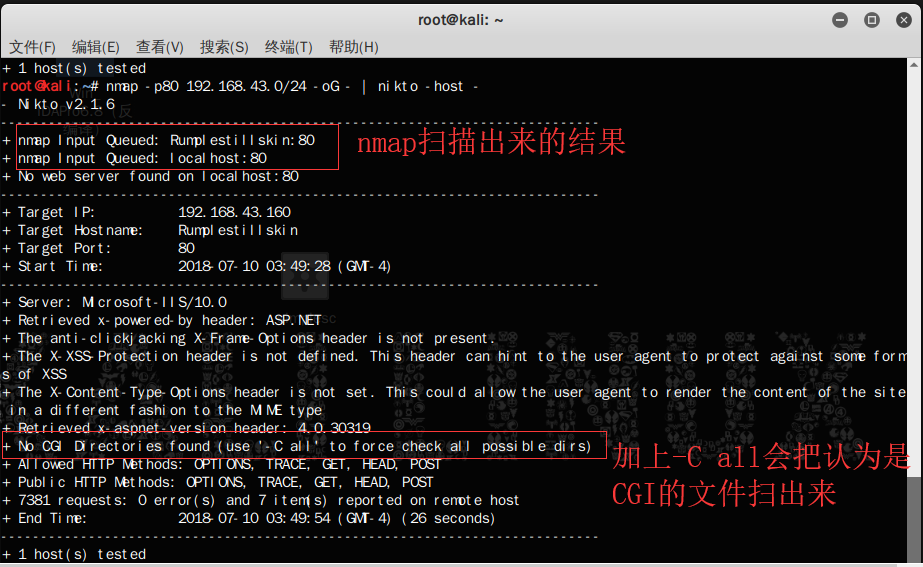 root@kali: ~
文件(F) 编辑(E) 查看(V) 搜索(S) 终端(T) 帮助(H)
+ 1 host(s) tested
root@kali:~# nmap -p80 192.168.43.0/24 -oG - | nikto -host -
- Nikto v2.1.6
---------------------------------------------------------------------------
+ nmap Input Queued: Rumplestillskin:80
nmap扫描出来的结果
+ nmap Input Queued: localhost:80
+ No web server found on localhost:80
---------------------------------------------------------------------------
+ Target IP: 192.168.43.160
+ Target Hostname: Rumplestillskin
+ Target Port: 80
+ Start Time: 2018-07-10 03:49:28 (GMT-4)
---------------------------------------------------------------------------
+ Server: Microsoft-IIS/10.0
+ Retrieved x-powered-by header: ASP.NET
+ The anti-clickjacking X-Frame-Options header is not present.
+ The X-XSS-Protection header is not defined. This header can hint to the user agent to protect against some form
s of XSS
+ The X-Content-Type-Options header is not set. This could allow the user agent to render the content of the site
in a different fashion to the MIME type
+ Retrieved x-aspnet-version header: 4.0.30319
+ No CGI Directories found (use '-C all' to force check all possible dirs)
加上-C all会把认为是
CGI的文件扫出来
+ Allowed HTTP Methods: OPTIONS, TRACE, GET, HEAD, POST
+ Public HTTP Methods: OPTIONS, TRACE, GET, HEAD, POST
+ 7381 requests: 0 error(s) and 7 item(s) reported on remote host
+ End Time: 2018-07-10 03:49:54 (GMT-4) (26 seconds)
---------------------------------------------------------------------------
+ 1 host(s) tested